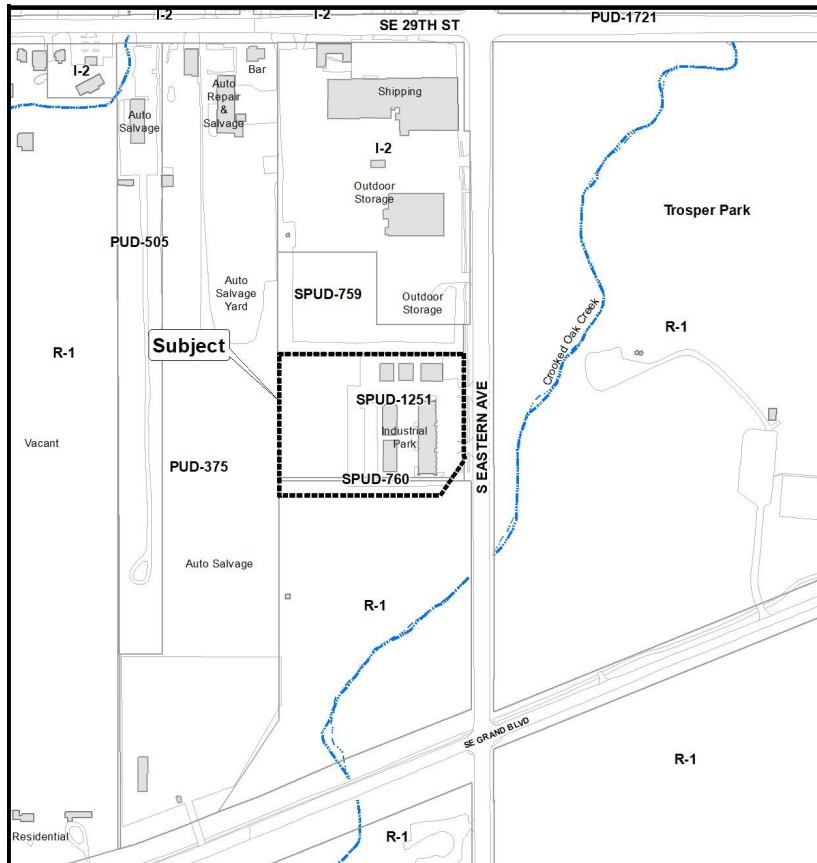 I-2
I-2
PUD-1721
SE 29TH ST
Bar
I-2
Auto
Repair
&
Salvage
Shipping
Auto
Salvage
I-2
Outdoor
Storage
Trosper Park
PUD-505
Auto
Salvage
Yard
SPUD-759
Outdoor
Storage
Crooked Oak Creek
R-1
Subject
R-1
SPUD-1251
S EASTERN AVE
Industrial
Park
Vacant
PUD-375
SPUD-760
Auto Salvage
R-1
SE GRAND BLVD
R-1
Residential
R-1